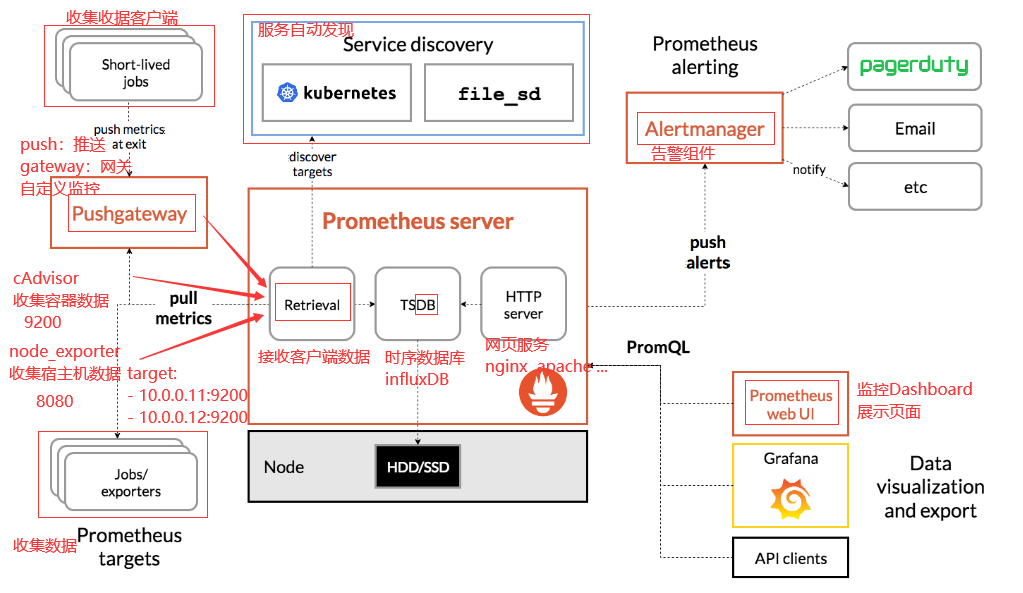 收集收据客户端
Short-lived
jobs
push metrics
at exit
push：推送
gateway：网关
自定义监控
Pushgateway
服务自动发现
Service discovery
kubernetes
file_sd
discover
targets
Prometheus
alerting
Alertmanager
告警组件
pagerduty
Email
etc
notify
push
alerts
Prometheus server
Retrieval
TSDB
HTTP
server
接收客户端数据
时序数据库
influxDB
网页服务
nginx apache ...
cAdvisor
收集容器数据
9200
pull
metrics
node_exporter
收集宿主机数据
8080
target:
- 10.0.0.11:9200
- 10.0.0.12:9200
Jobs/
exporters
收集数据
Prometheus
targets
Node
HDD/SSD
PromQL
Prometheus
web UI
监控Dashboard
展示页面
Grafana
API clients
Data
visualization
and export